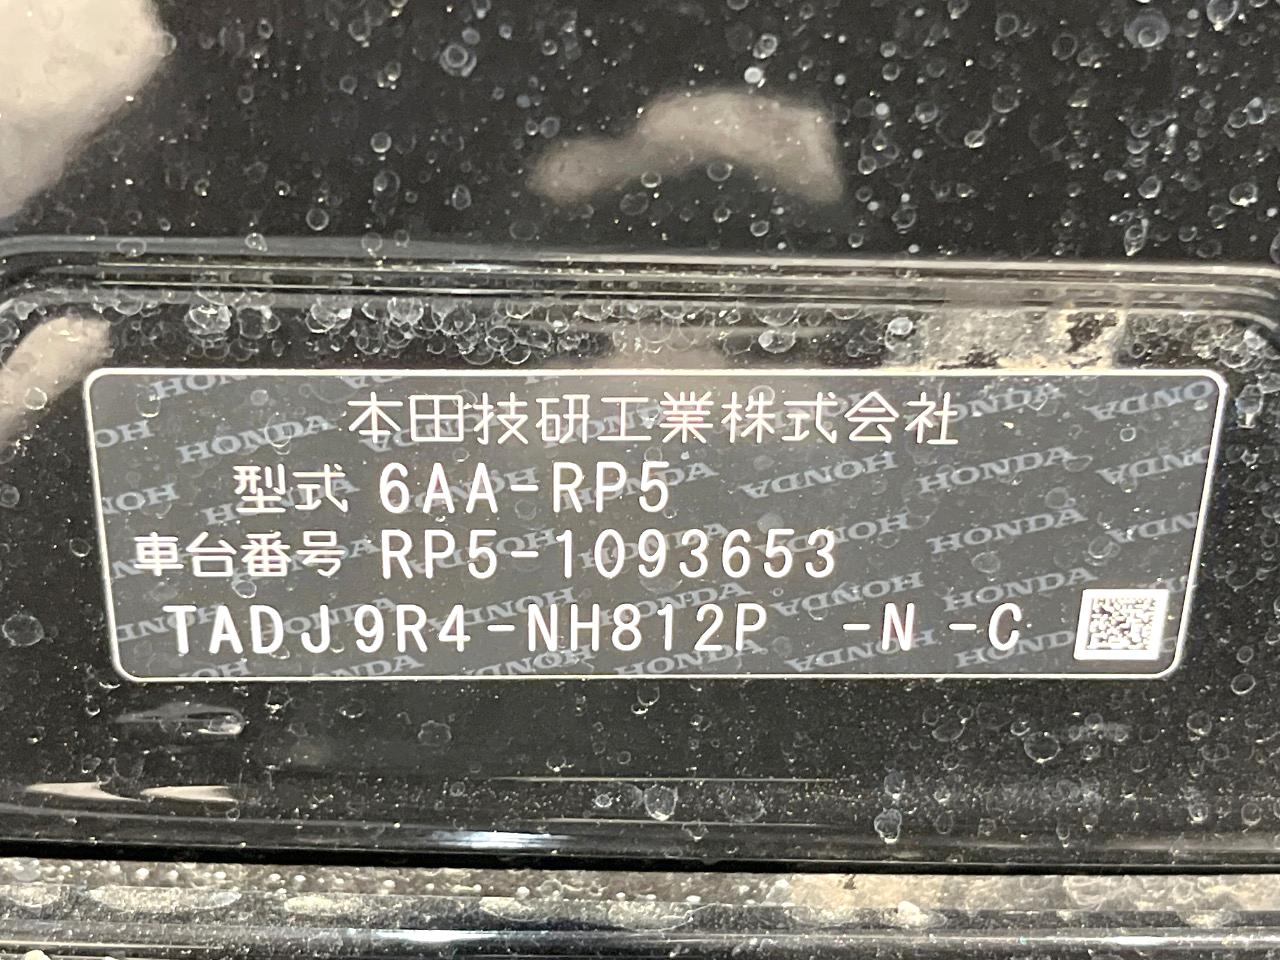 本田技研工業株式会社
型式 6AA-RP5
車台番号 RP5-1093653
TADJ9R4-NH812P -N -C